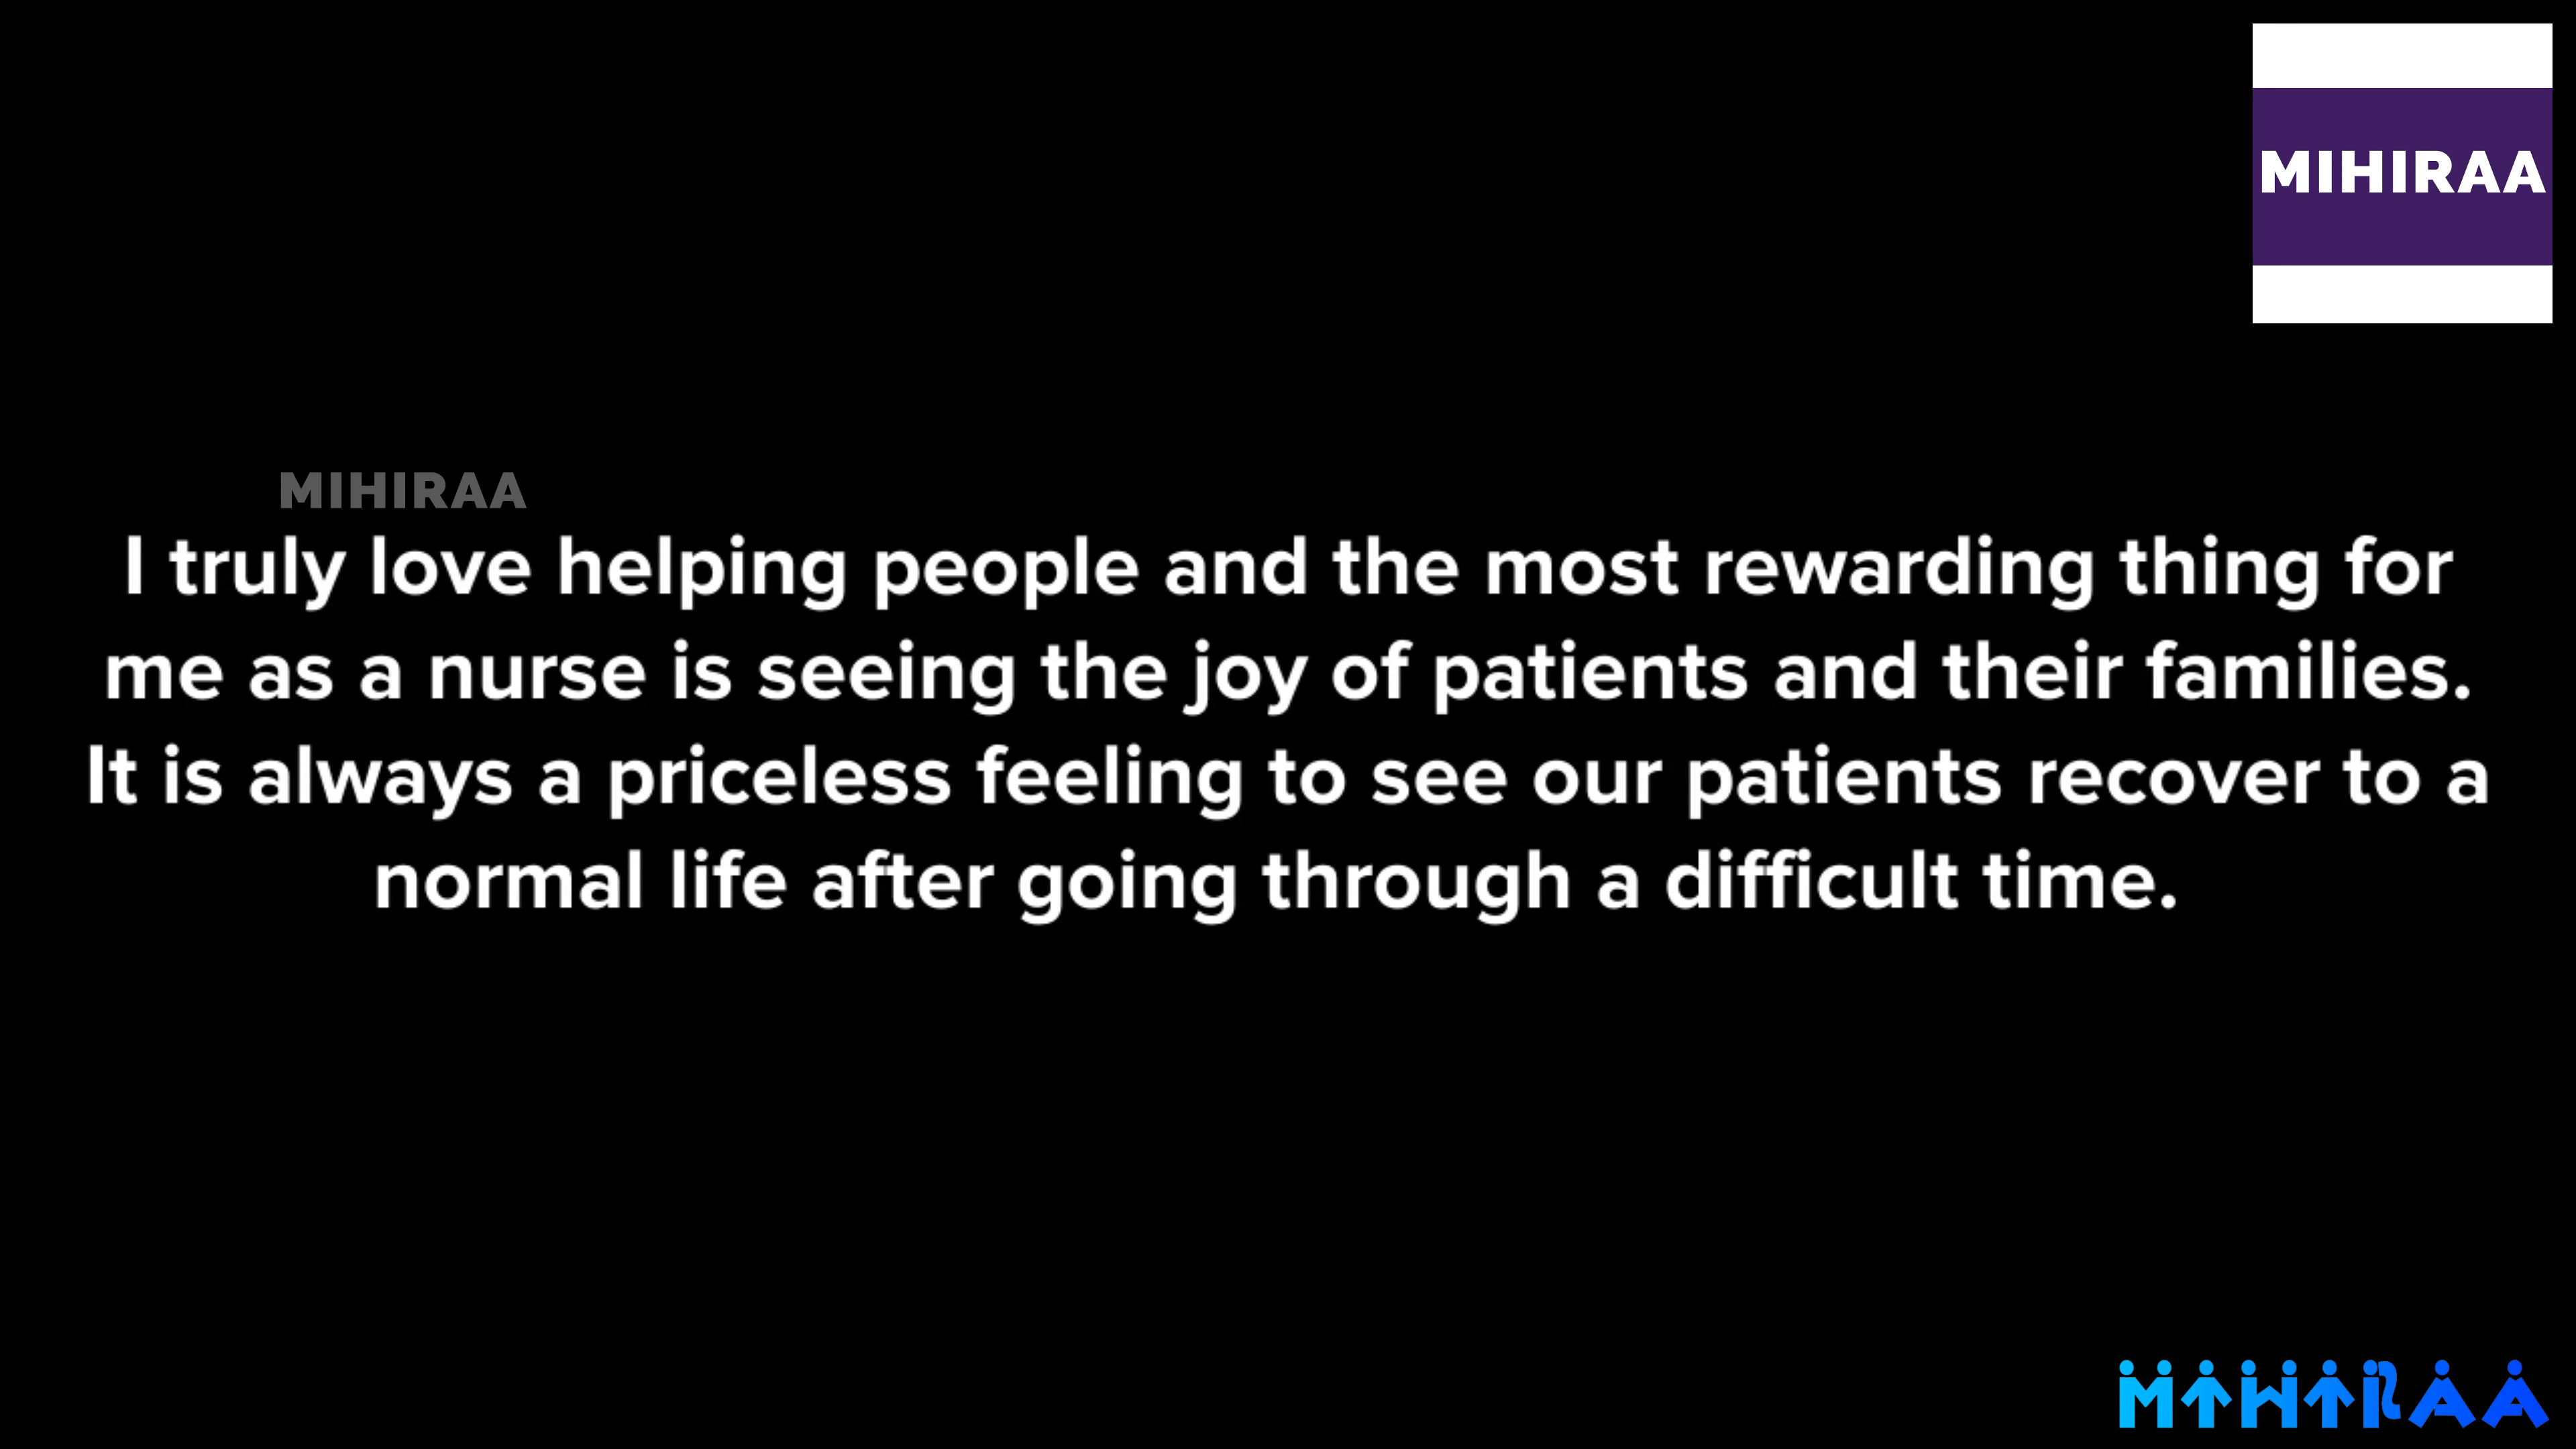 MIHIRAA
MIHIRAA
I truly love helping people and the most rewarding thing for
me as a nurse is seeing the joy of patients and their families.
It is always a priceless feeling to see our patients recover to a
normal life after going through a difficult time.
MIHIRAA